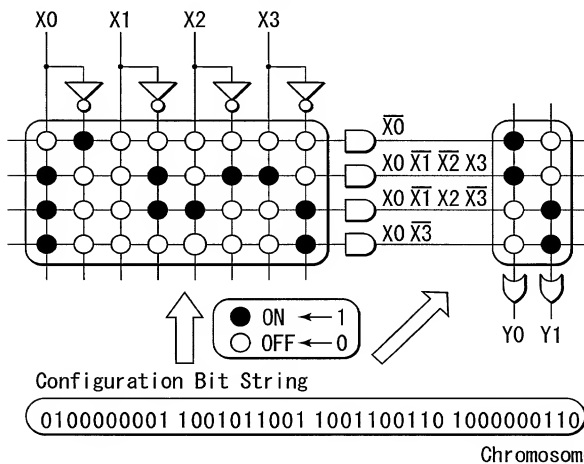 X0 X1 X2 X3
X̅0̅
X0 X̅1̅ X̅2̅ X3
X0 X̅1̅ X2 X̅3̅
X0 X̅3̅
ON ←1
OFF←0
Y0 Y1
Configuration Bit String
0100000001 1001011001 1001100110 1000000110
Chromosom